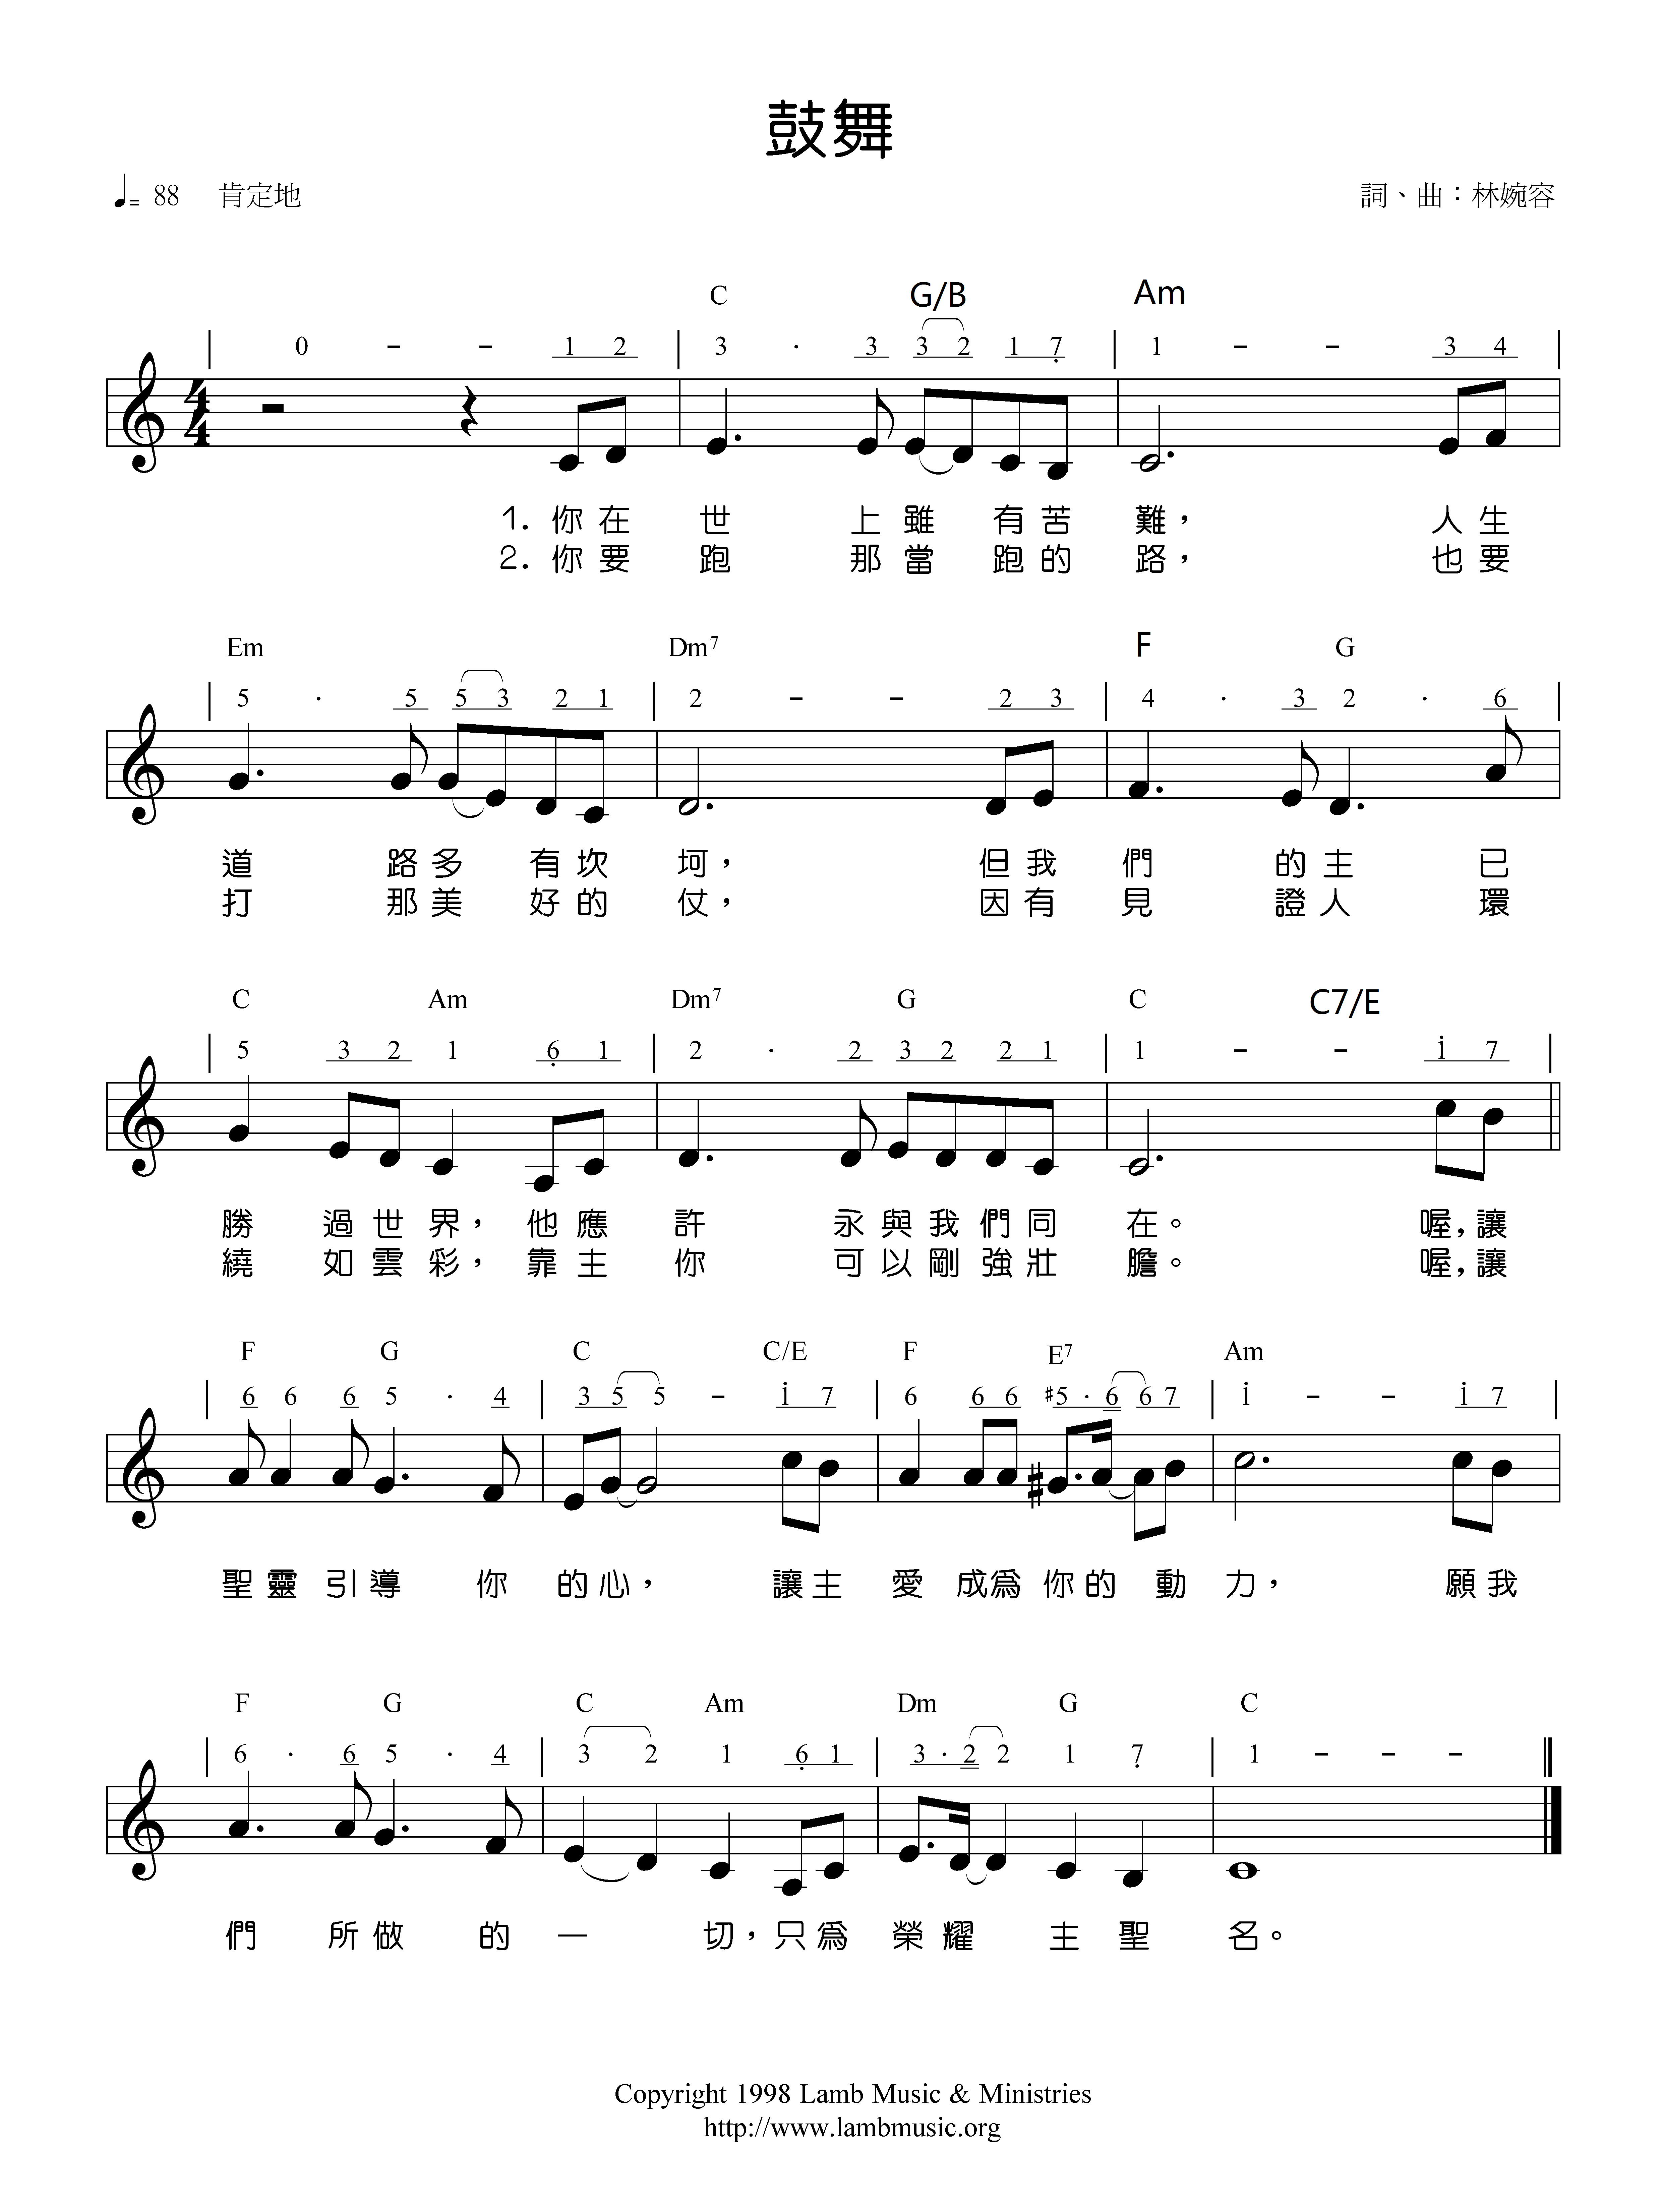 鼓舞
♩= 88 肯定地 詞、曲：林婉容
C G/B Am
0 - - 1 2 | 3 · 3 3 2 1 7 | 1 - - 3 4
4 4
1. 你在世上雖有苦難，人生
2. 你要跑那當跑的路，也要
Em Dm7 F G
5 · 5 5 3 2 1 | 2 - - 2 3 | 4 · 3 2 · 6
道路多有坎坷，但我們的主已
打那美好的仗，因有見證人環
C Am Dm7 G C C7/E
5 3 2 1 6 1 | 2 · 2 3 2 2 1 | 1 - - 1 7
勝過世界，他應許永與我們同在。喔，讓
繞如雲彩，靠主你可以剛強壯膽。喔，讓
F G C C/E F E7 Am
6 6 6 5 · 4 | 3 5 5 - 1 7 | 6 6 6 #5 · 6 6 7 | 1 - - 1 7
聖靈引導你的心，讓主愛成爲你的動力，願我
F G C Am Dm G C
6 · 6 5 · 4 | 3 2 1 6 1 | 3 · 2 2 1 7 | 1 - - -
們所做的一切，只爲榮耀主聖名。
Copyright 1998 Lamb Music & Ministries
http://www.lambmusic.org